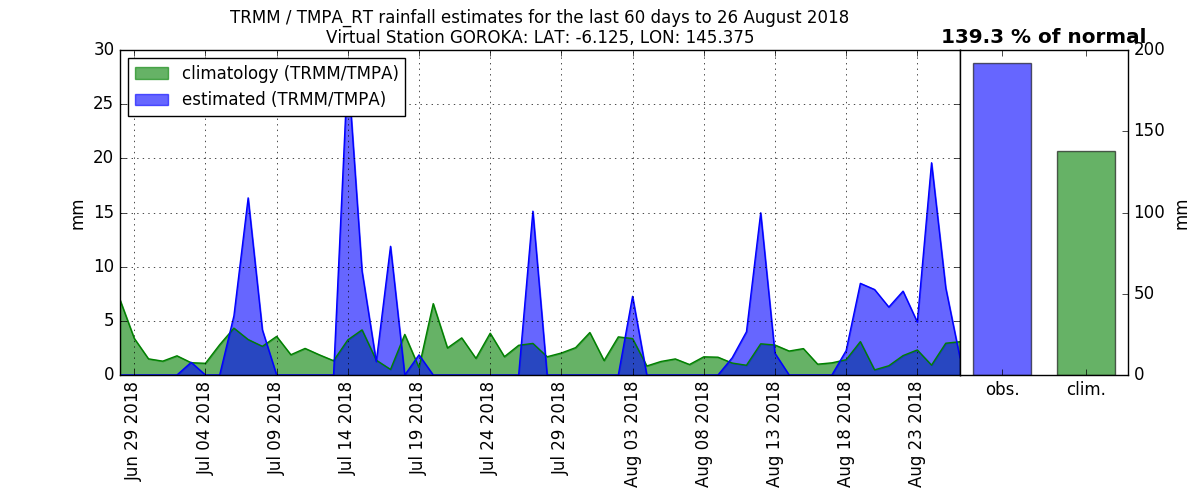 TRMM / TMPA_RT rainfall estimates for the last 60 days to 26 August 2018
Virtual Station GOROKA: LAT: -6.125, LON: 145.375
139.3 % of normal
climatology (TRMM/TMPA)
estimated (TRMM/TMPA)
30
25
20
15
10
5
0
mm
Jun 29 2018
Jul 04 2018
Jul 09 2018
Jul 14 2018
Jul 19 2018
Jul 24 2018
Jul 29 2018
Aug 03 2018
Aug 08 2018
Aug 13 2018
Aug 18 2018
Aug 23 2018
200
150
100
50
0
mm
obs.
clim.